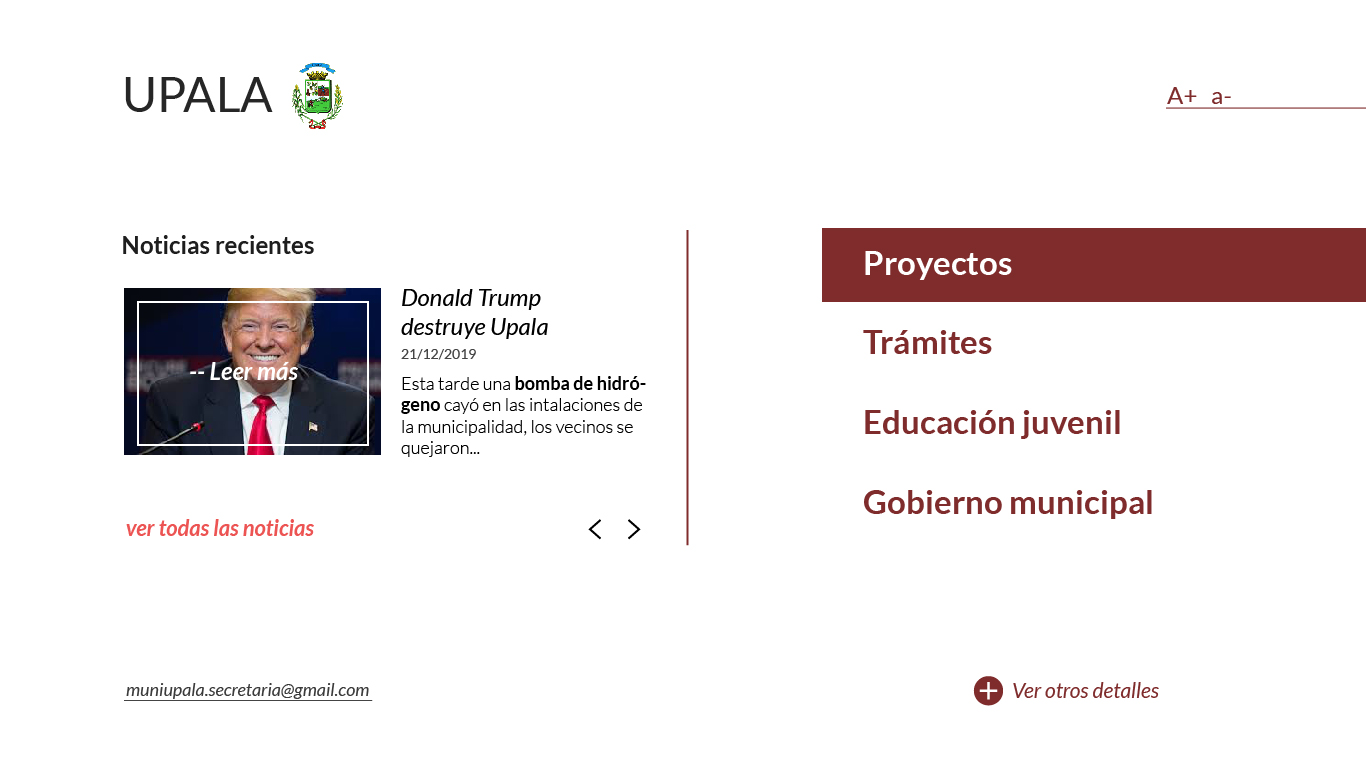 UPALA
A+ a-
Noticias recientes
-- Leer más
Donald Trump
destruye Upala
21/12/2019
Esta tarde una bomba de hidró-
geno cayó en las intalaciones de
la municipalidad, los vecinos se
quejaron...
ver todas las noticias
Proyectos
Trámites
Educación juvenil
Gobierno municipal
muniupala.secretaria@gmail.com
Ver otros detalles